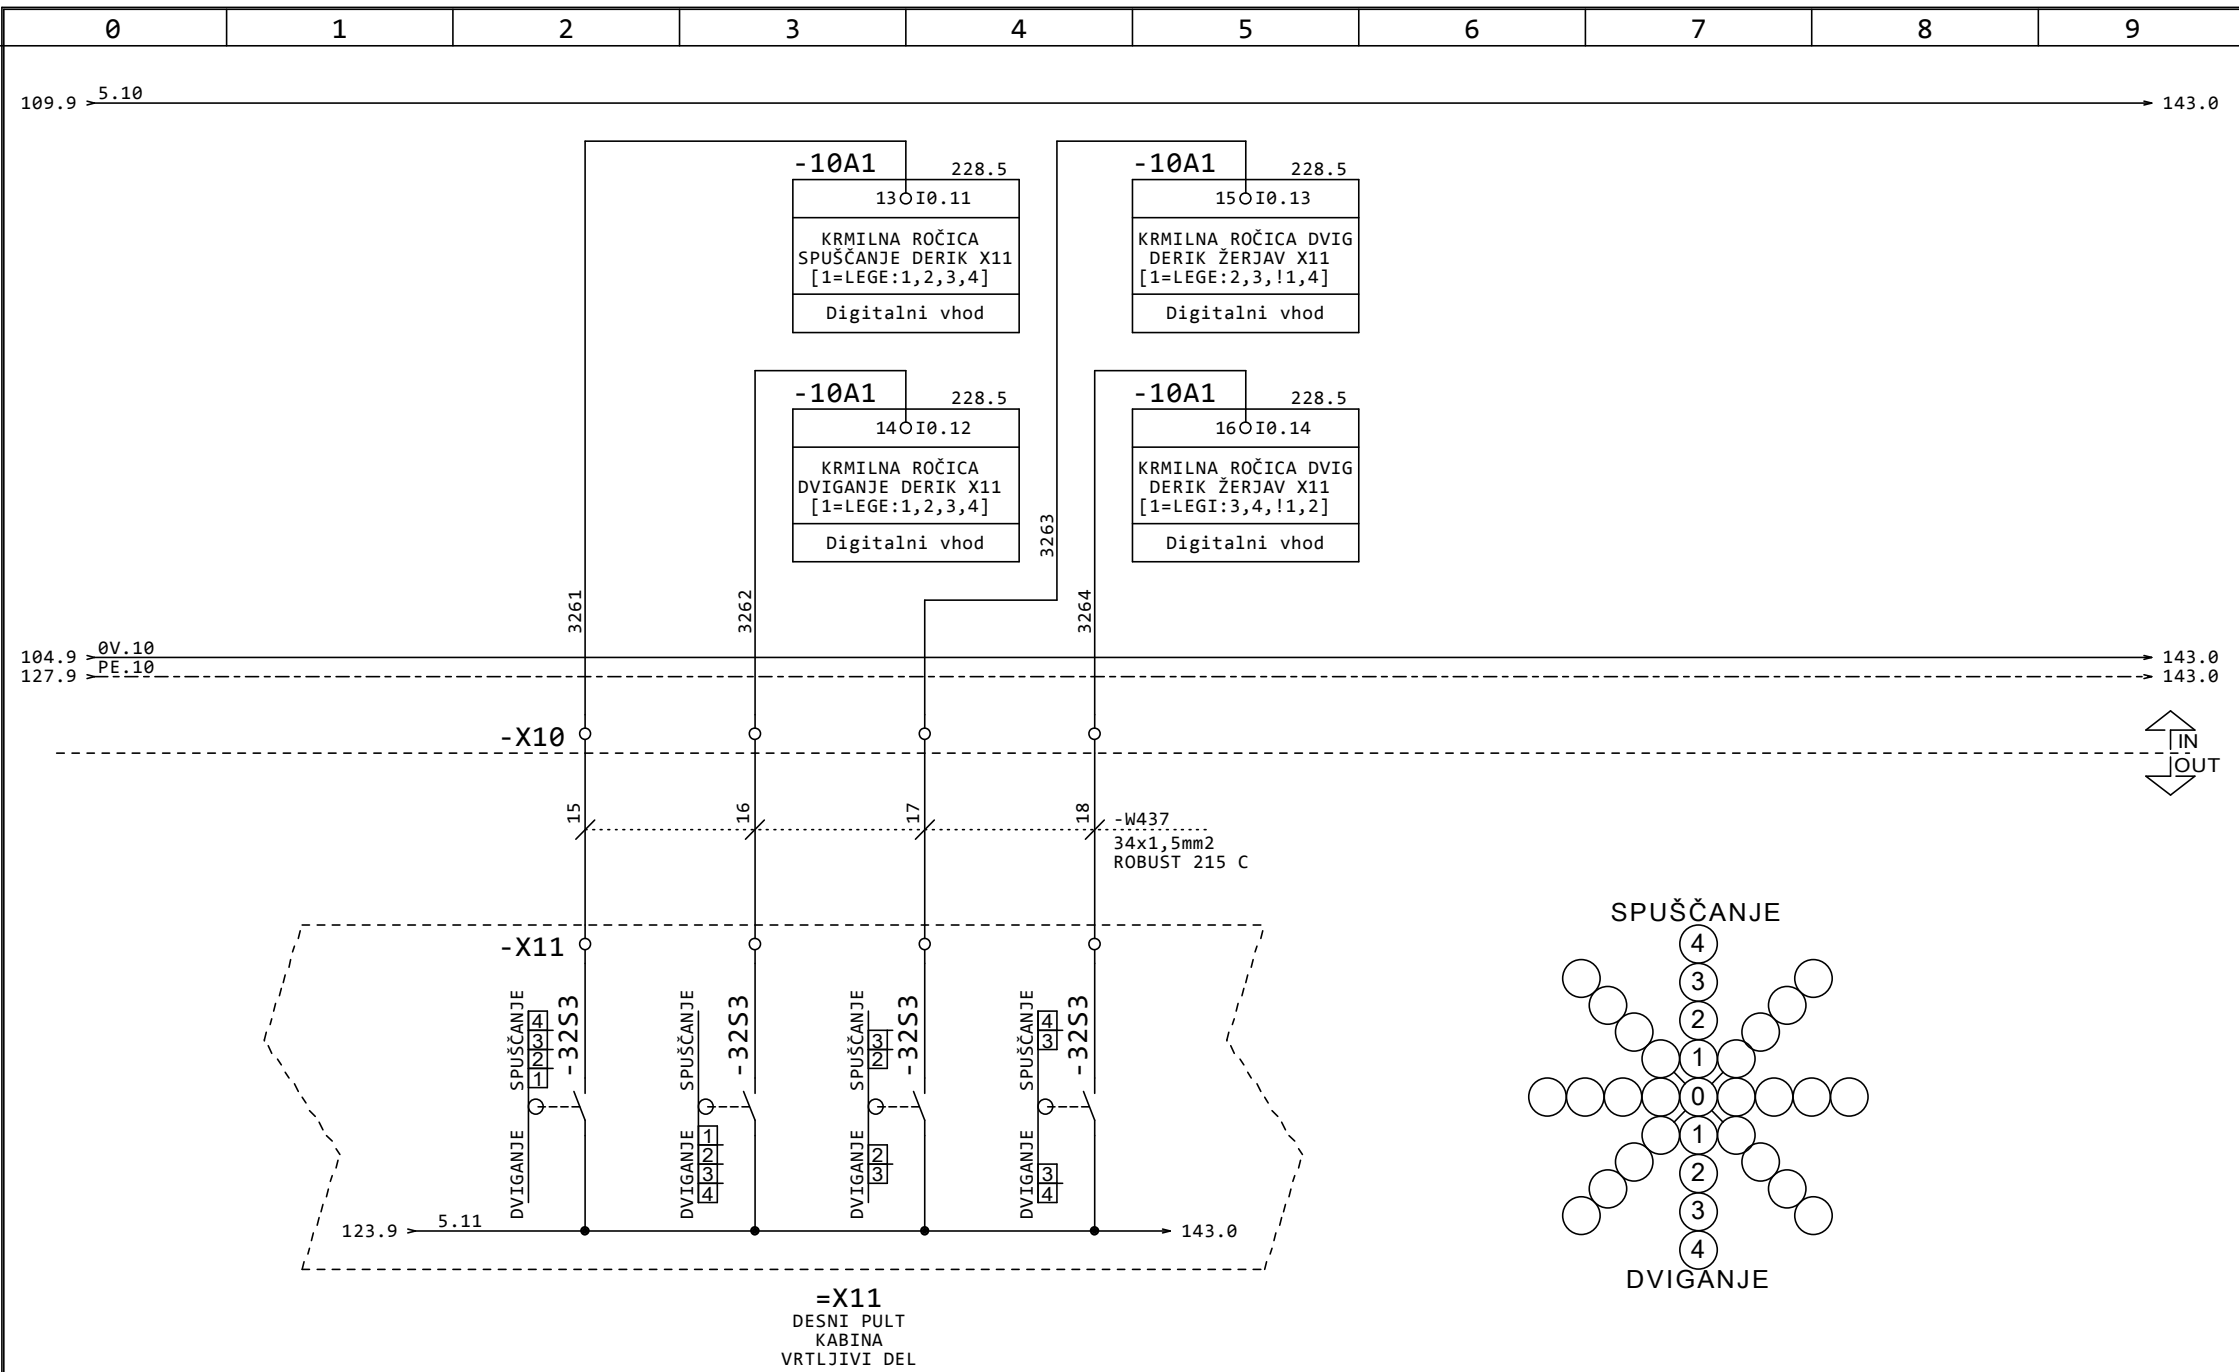 0 1 2 3 4 5 6 7 8 9
109.9 5.10 143.0
-10A1 228.5
13 I0.11
KRMILNA ROČICA
SPUŠČANJE DERIK X11
[1=LEGE:1,2,3,4]
Digitalni vhod
-10A1 228.5
15 I0.13
KRMILNA ROČICA DVIG
DERIK ŽERJAV X11
[1=LEGE:2,3,!1,4]
Digitalni vhod
-10A1 228.5
14 I0.12
KRMILNA ROČICA
DVIGANJE DERIK X11
[1=LEGE:1,2,3,4]
Digitalni vhod
-10A1 228.5
16 I0.14
KRMILNA ROČICA DVIG
DERIK ŽERJAV X11
[1=LEGI:3,4,!1,2]
Digitalni vhod
3261
3262
3263
3264
104.9 0V.10 143.0
127.9 PE.10 143.0
-X10
IN
OUT
15 16 17 18
-W437
34x1,5mm2
ROBUST 215 C
-X11
SPUŠČANJE
4
3
2
1
-32S3
DVIGANJE
SPUŠČANJE
-32S3
DVIGANJE
1
2
3
4
SPUŠČANJE
3
2
-32S3
DVIGANJE
2
3
SPUŠČANJE
4
3
-32S3
DVIGANJE
3
4
123.9 5.11 143.0
=X11
DESNI PULT
KABINA
VRTLJIVI DEL
SPUŠČANJE
4
3
2
1
0
1
2
3
4
DVIGANJE